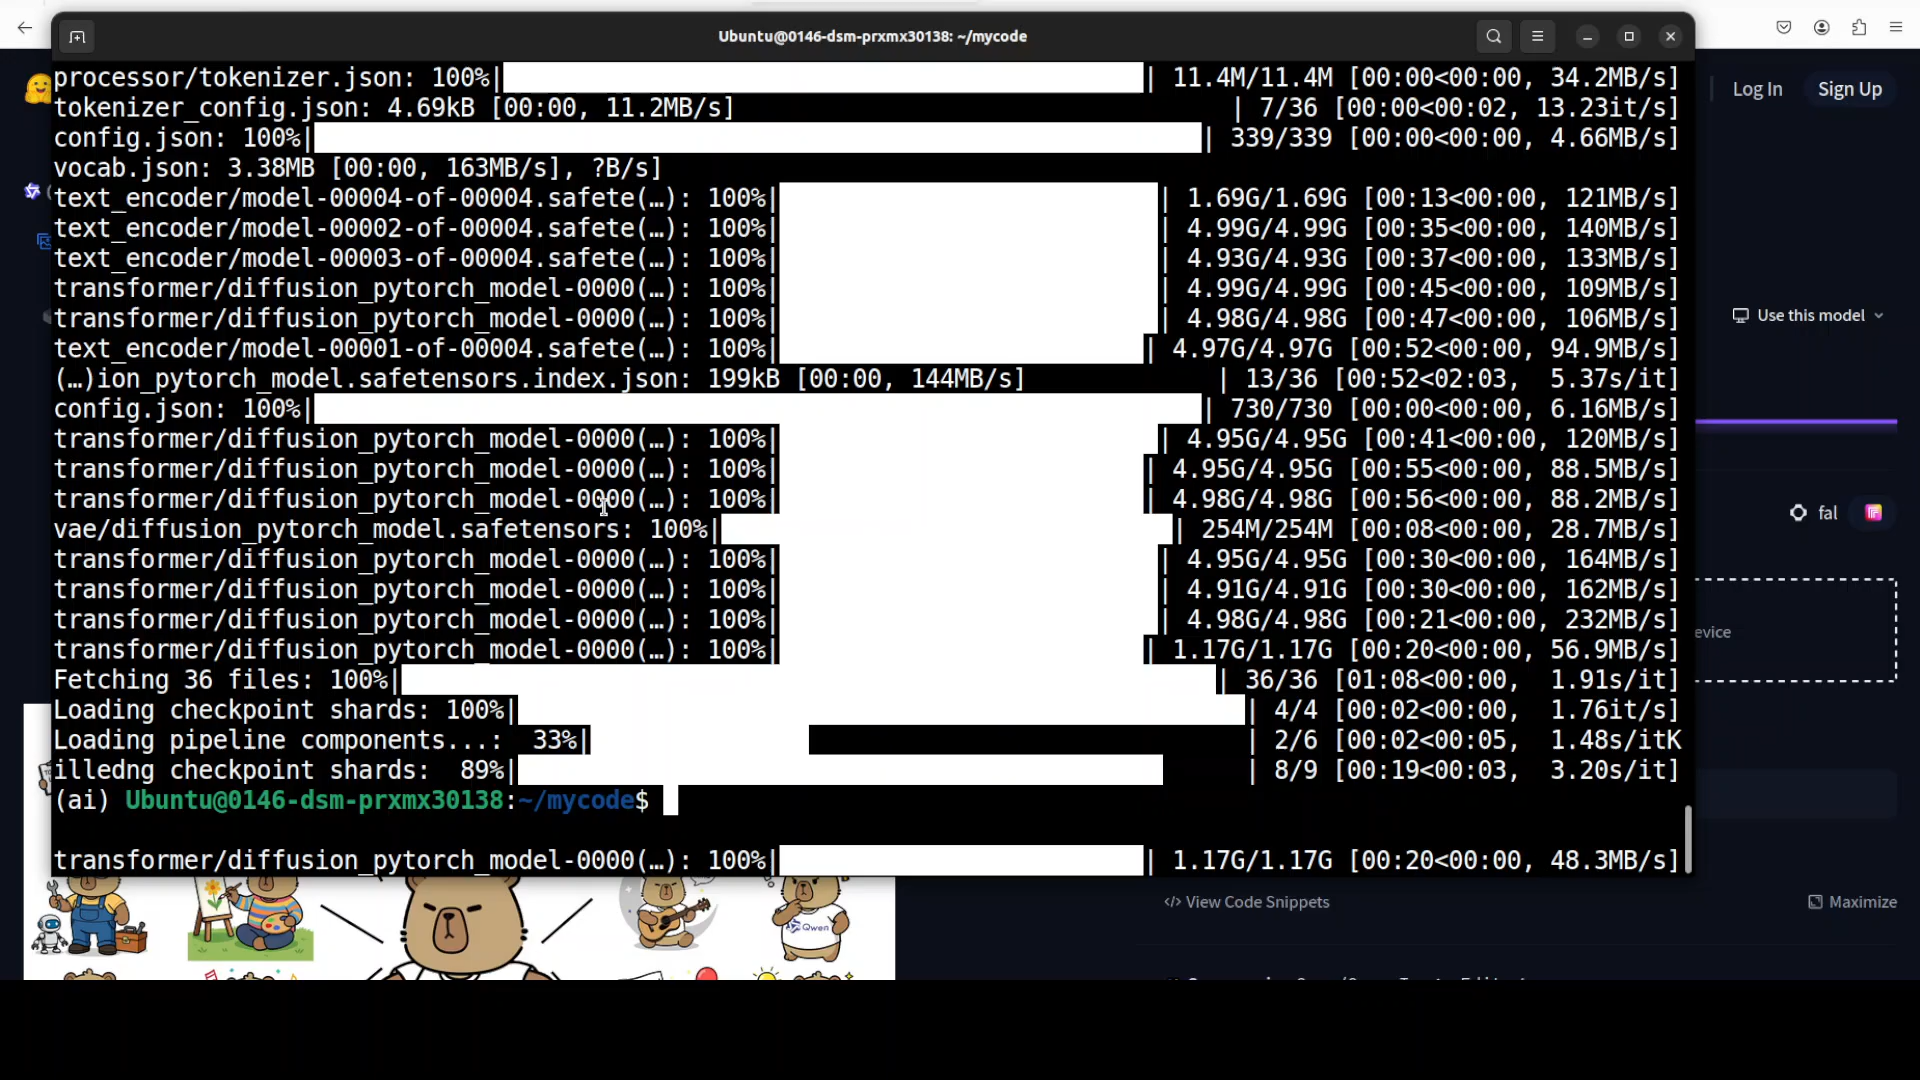 Ubuntu@0146-dsm-prxmx30138: ~/mycode
processor/tokenizer.json: 100%| | 11.4M/11.4M [00:00<00:00, 34.2MB/s]
tokenizer_config.json: 4.69kB [00:00, 11.2MB/s] | 7/36 [00:00<00:02, 13.23it/s]
config.json: 100%| | 339/339 [00:00<00:00, 4.66MB/s]
vocab.json: 3.38MB [00:00, 163MB/s], ?B/s]
text_encoder/model-00004-of-00004.safete(…): 100%| | 1.69G/1.69G [00:13<00:00, 121MB/s]
text_encoder/model-00002-of-00004.safete(…): 100%| | 4.99G/4.99G [00:35<00:00, 140MB/s]
text_encoder/model-00003-of-00004.safete(…): 100%| | 4.93G/4.93G [00:37<00:00, 133MB/s]
transformer/diffusion_pytorch_model-0000(…): 100%| | 4.99G/4.99G [00:45<00:00, 109MB/s]
transformer/diffusion_pytorch_model-0000(…): 100%| | 4.98G/4.98G [00:47<00:00, 106MB/s]
text_encoder/model-00001-of-00004.safete(…): 100%| | 4.97G/4.97G [00:52<00:00, 94.9MB/s]
(…)ion_pytorch_model.safetensors.index.json: 199kB [00:00, 144MB/s] | 13/36 [00:52<02:03, 5.37s/it]
config.json: 100%| | 730/730 [00:00<00:00, 6.16MB/s]
transformer/diffusion_pytorch_model-0000(…): 100%| | 4.95G/4.95G [00:41<00:00, 120MB/s]
transformer/diffusion_pytorch_model-0000(…): 100%| | 4.95G/4.95G [00:55<00:00, 88.5MB/s]
transformer/diffusion_pytorch_model-0000(…): 100%| | 4.98G/4.98G [00:56<00:00, 88.2MB/s]
vae/diffusion_pytorch_model.safetensors: 100%| | 254M/254M [00:08<00:00, 28.7MB/s]
transformer/diffusion_pytorch_model-0000(…): 100%| | 4.95G/4.95G [00:30<00:00, 164MB/s]
transformer/diffusion_pytorch_model-0000(…): 100%| | 4.91G/4.91G [00:30<00:00, 162MB/s]
transformer/diffusion_pytorch_model-0000(…): 100%| | 4.98G/4.98G [00:21<00:00, 232MB/s]
transformer/diffusion_pytorch_model-0000(…): 100%| | 1.17G/1.17G [00:20<00:00, 56.9MB/s]
Fetching 36 files: 100%| | 36/36 [01:08<00:00, 1.91s/it]
Loading checkpoint shards: 100%| | 4/4 [00:02<00:00, 1.76it/s]
Loading pipeline components...: 33%| | 2/6 [00:02<00:05, 1.48s/itK
illedng checkpoint shards: 89%| | 8/9 [00:19<00:03, 3.20s/it]
(ai) Ubuntu@0146-dsm-prxmx30138:~/mycode$
transformer/diffusion_pytorch_model-0000(…): 100%| | 1.17G/1.17G [00:20<00:00, 48.3MB/s]
Log In
Sign Up
Use this model
fal
evice
</> View Code Snippets
Maximize
Qwen